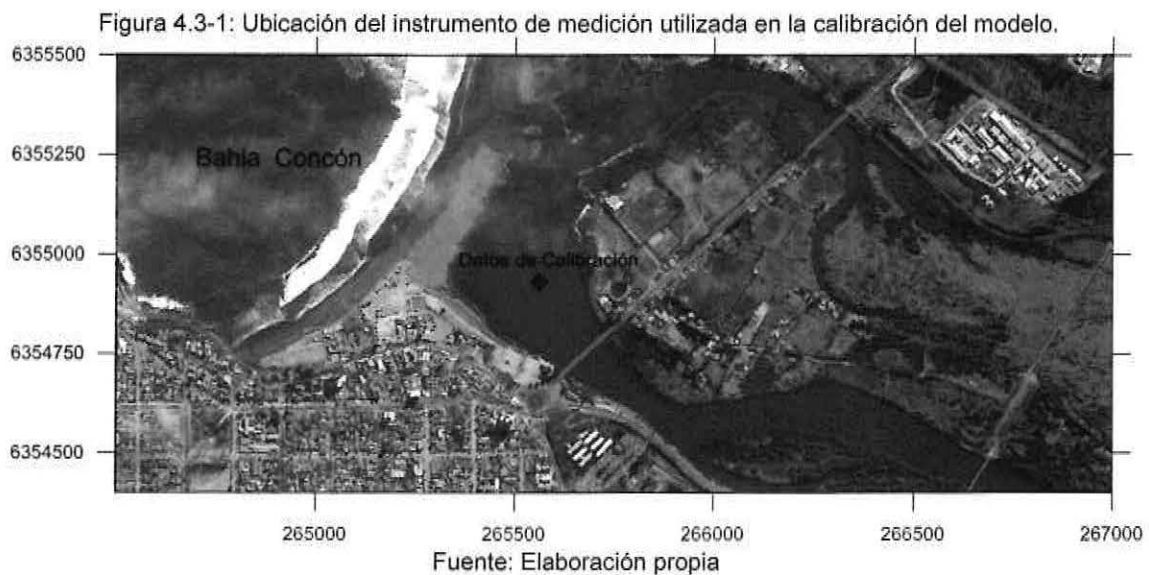 Figura 4.3-1: Ubicación del instrumento de medición utilizada en la calibración del modelo.
6355500
Bahia Concón
6355250
6355000
Datos de Calibración
6354750
6354500
265000 265500 266000 266500 267000
Fuente: Elaboración propia